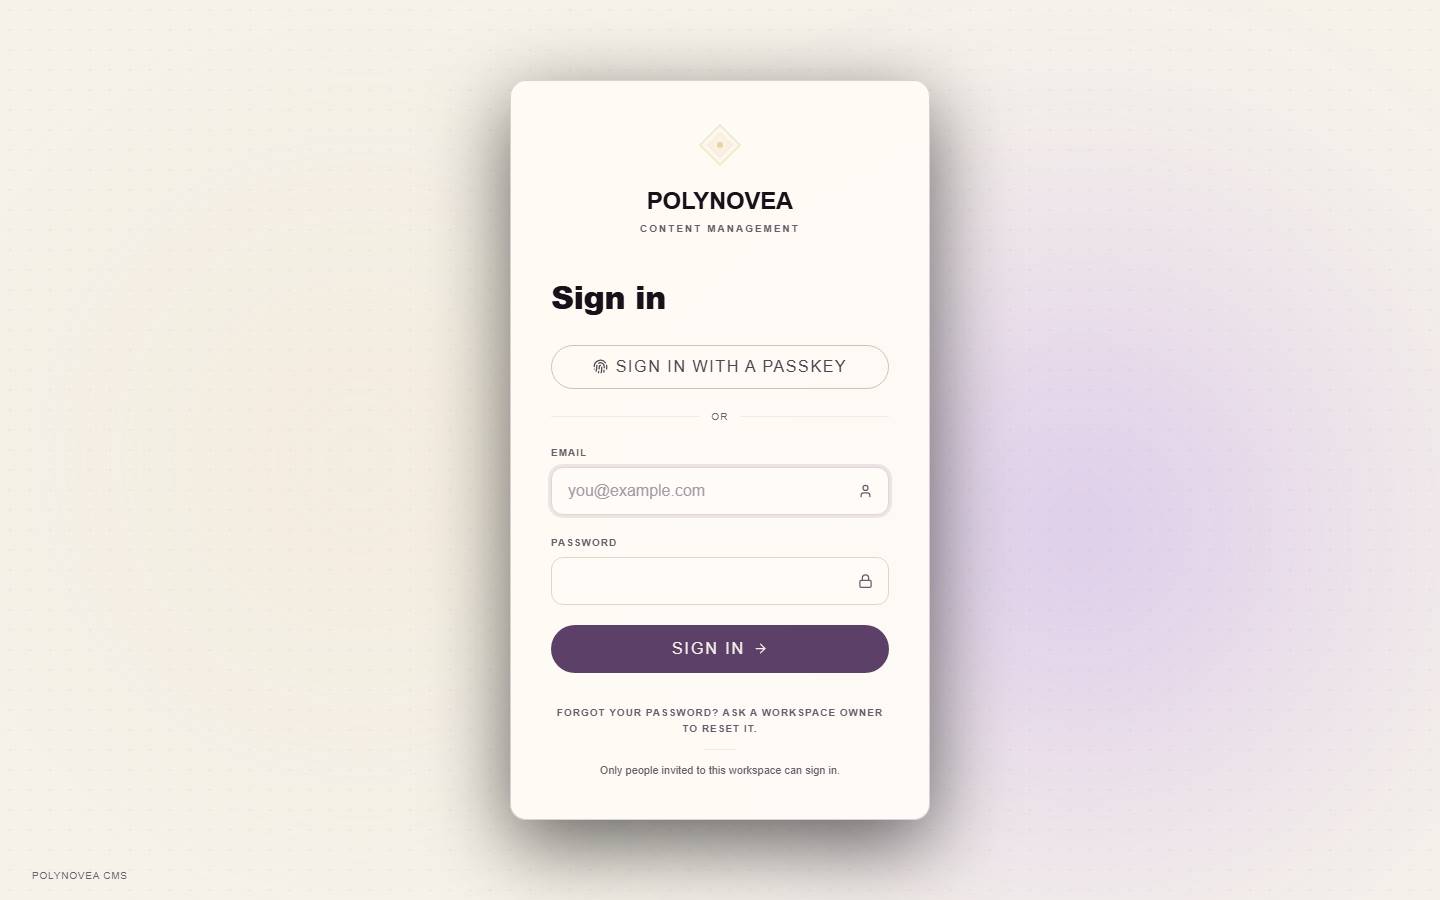 POLYNOVEA
CONTENT MANAGEMENT
Sign in
SIGN IN WITH A PASSKEY
OR
EMAIL
you@example.com
PASSWORD
SIGN IN →
FORGOT YOUR PASSWORD? ASK A WORKSPACE OWNER
TO RESET IT.
Only people invited to this workspace can sign in.
POLYNOVEA CMS